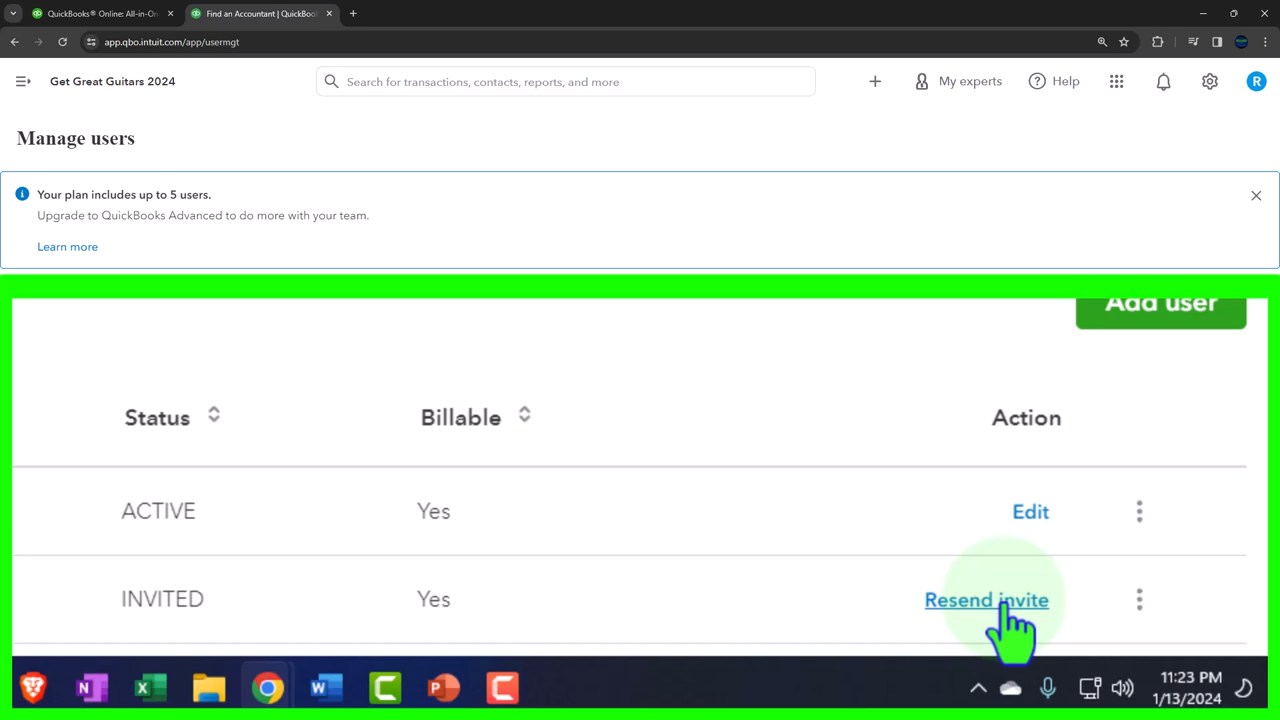 QuickBooks® Online: All-in-On
Find an Accountant | QuickBook
app.qbo.intuit.com/app/usermgt
Get Great Guitars 2024
Search for transactions, contacts, reports, and more
My experts
Help
R
Manage users
Your plan includes up to 5 users.
Upgrade to QuickBooks Advanced to do more with your team.
Learn more
Add user
Status Billable Action
ACTIVE Yes Edit
INVITED Yes Resend invite
11:23 PM
1/13/2024